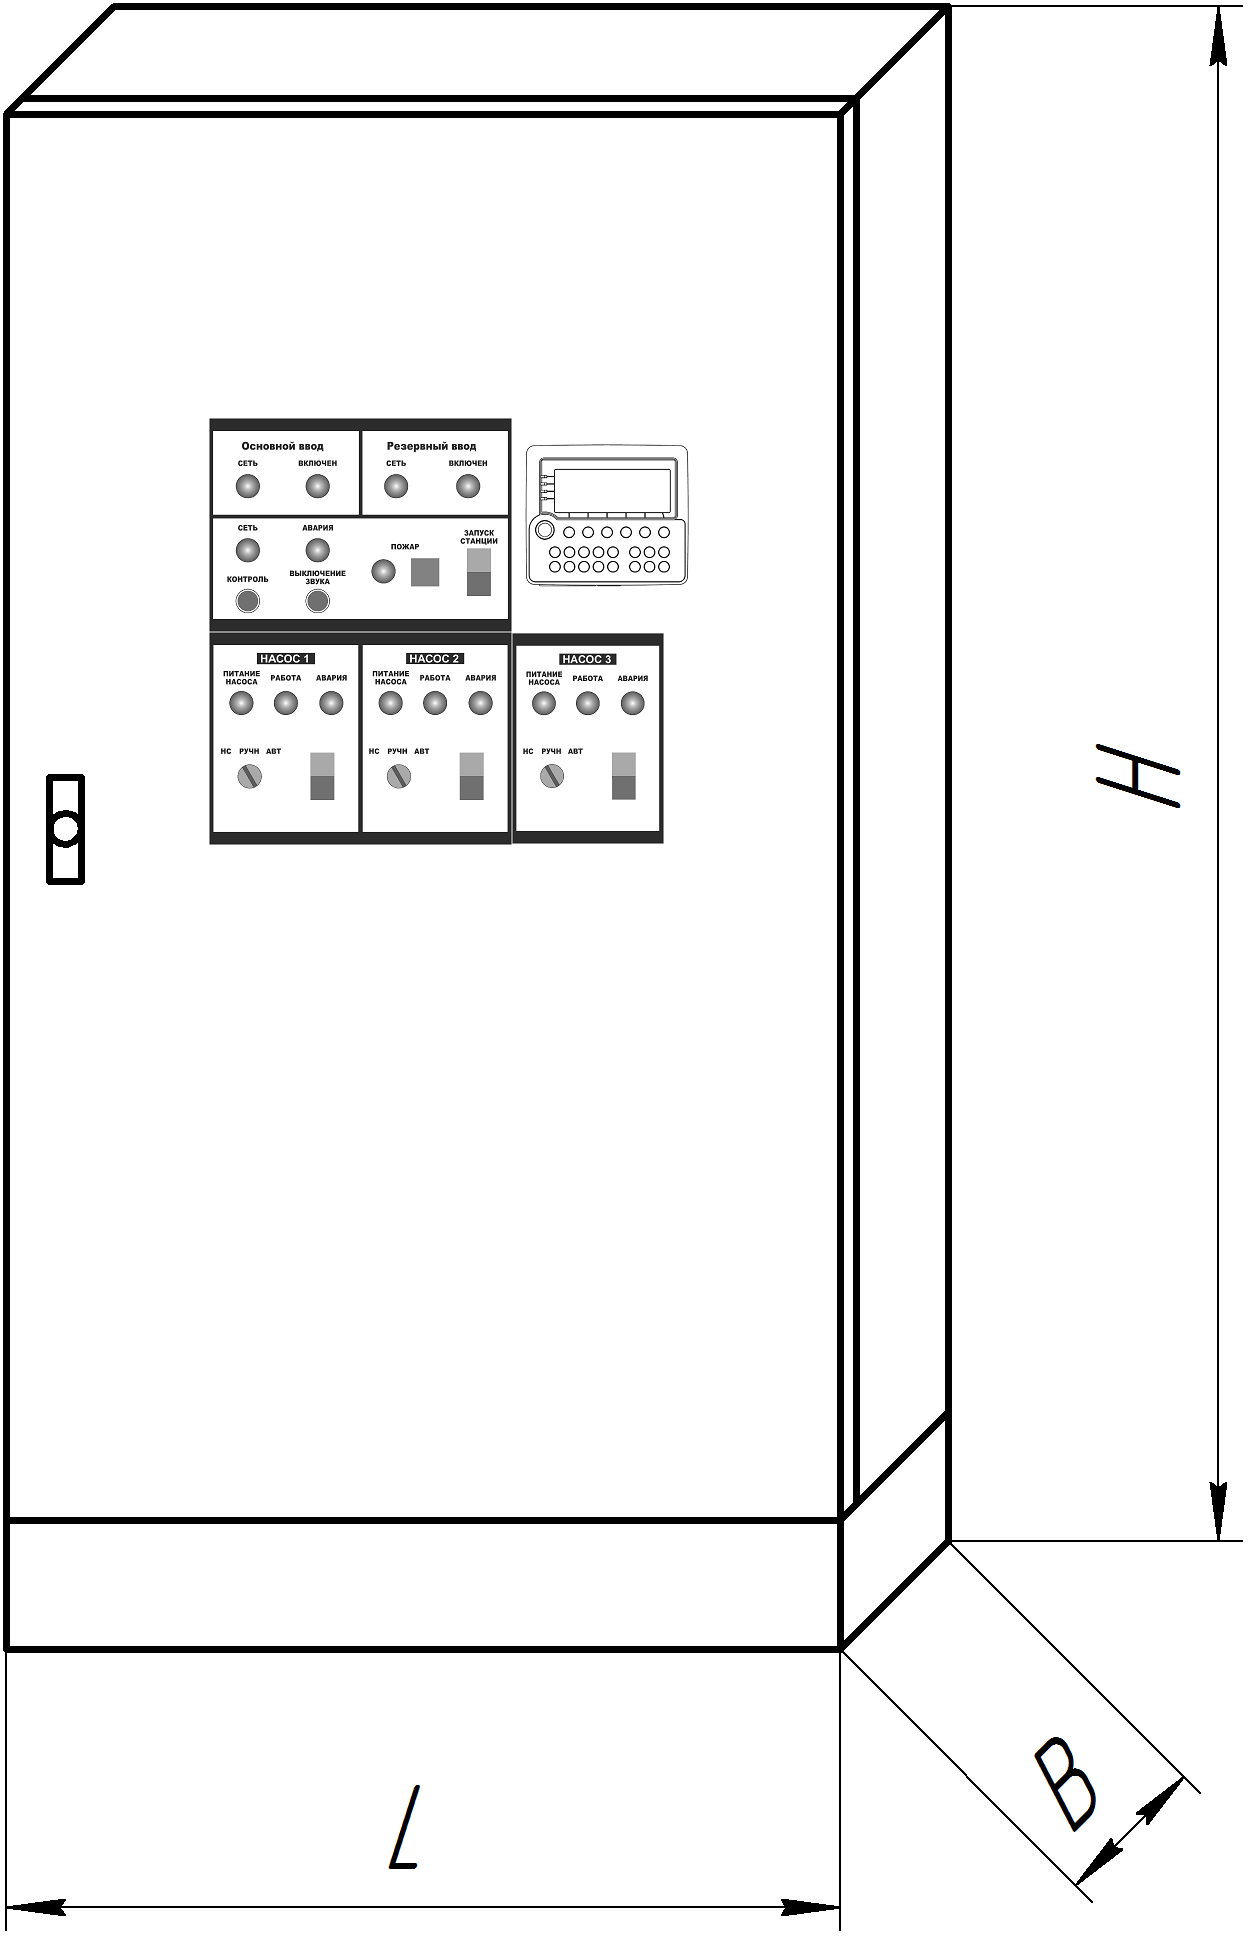 Основной ввод
Резервный ввод
СЕТЬ ВКЛЮЧЕН
СЕТЬ ВКЛЮЧЕН
СЕТЬ АВАРИЯ
ПОЖАР
ЗАПУСК
СТАНЦИИ
КОНТРОЛЬ
ВЫКЛЮЧЕНИЕ
ЗВУКА
НАСОС 1
ПИТАНИЕ
НАСОСА
РАБОТА
АВАРИЯ
НС РУЧН АВТ
НАСОС 2
ПИТАНИЕ
НАСОСА
РАБОТА
АВАРИЯ
НС РУЧН АВТ
НАСОС 3
ПИТАНИЕ
НАСОСА
РАБОТА
АВАРИЯ
НС РУЧН АВТ
H
B
L